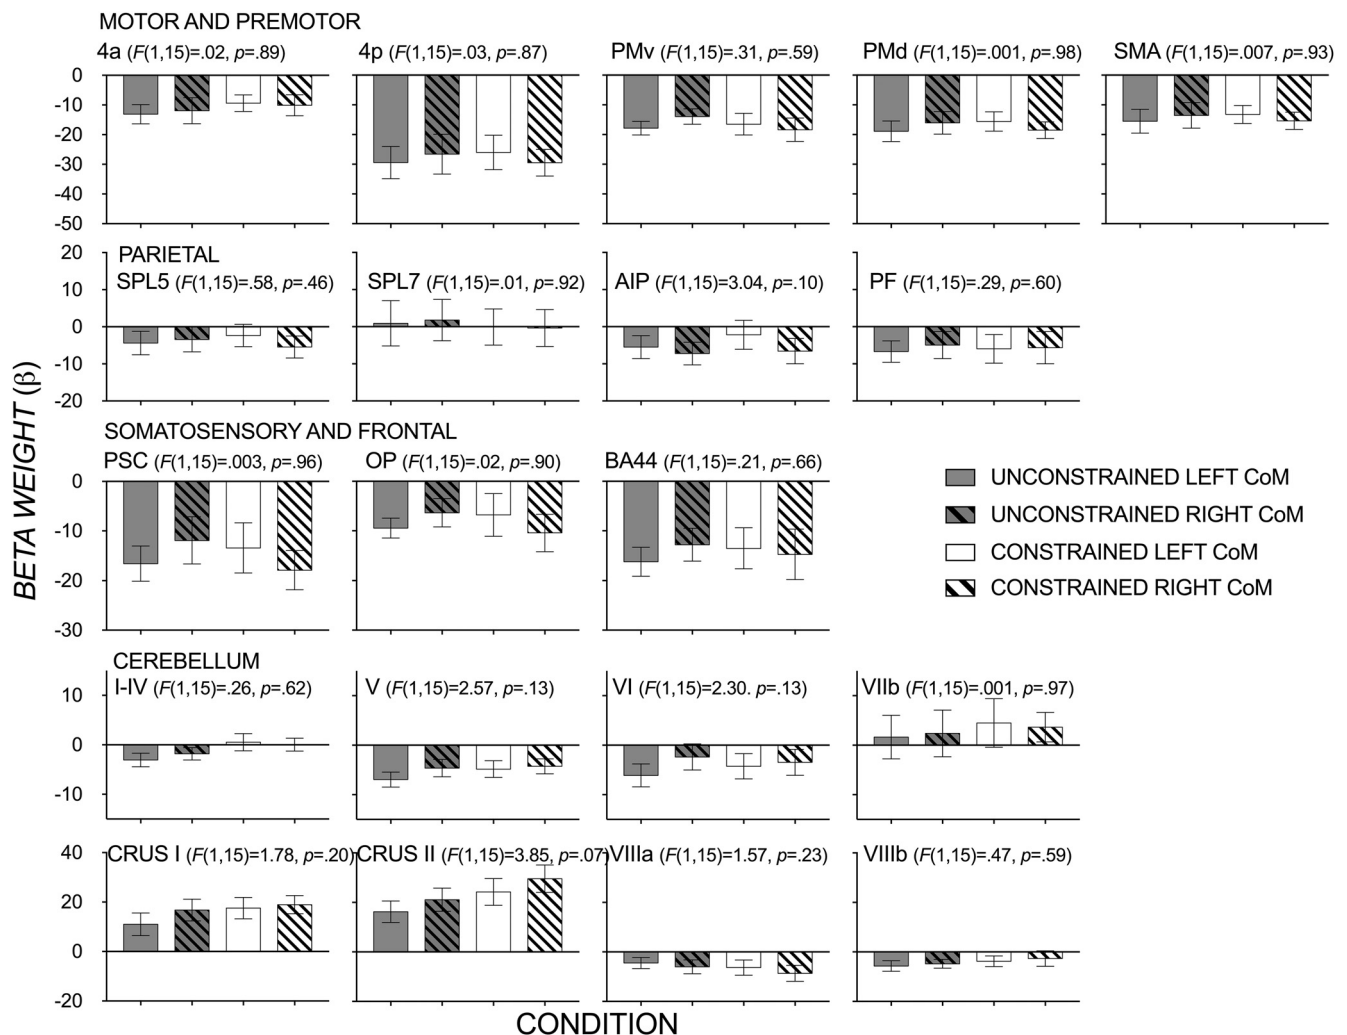 MOTOR AND PREMOTOR
4a (F(1,15)=.02, p=.89)
4p (F(1,15)=.03, p=.87)
PMv (F(1,15)=.31, p=.59)
PMd (F(1,15)=.001, p=.98)
SMA (F(1,15)=.007, p=.93)
0
-10
-20
-30
-40
-50
PARIETAL
SPL5 (F(1,15)=.58, p=.46)
SPL7 (F(1,15)=.01, p=.92)
AIP (F(1,15)=3.04, p=.10)
PF (F(1,15)=.29, p=.60)
20
10
0
-10
-20
BETA WEIGHT (β)
SOMATOSENSORY AND FRONTAL
PSC (F(1,15)=.003, p=.96)
OP (F(1,15)=.02, p=.90)
BA44 (F(1,15)=.21, p=.66)
0
-10
-20
-30
UNCONSTRAINED LEFT CoM
UNCONSTRAINED RIGHT CoM
CONSTRAINED LEFT CoM
CONSTRAINED RIGHT CoM
CEREBELLUM
I-IV (F(1,15)=.26, p=.62)
V (F(1,15)=2.57, p=.13)
VI (F(1,15)=2.30. p=.13)
VIIb (F(1,15)=.001, p=.97)
10
0
-10
CRUS I (F(1,15)=1.78, p=.20)
CRUS II (F(1,15)=3.85, p=.07)
VIIIa (F(1,15)=1.57, p=.23)
VIIIb (F(1,15)=.47, p=.59)
40
20
0
-20
CONDITION